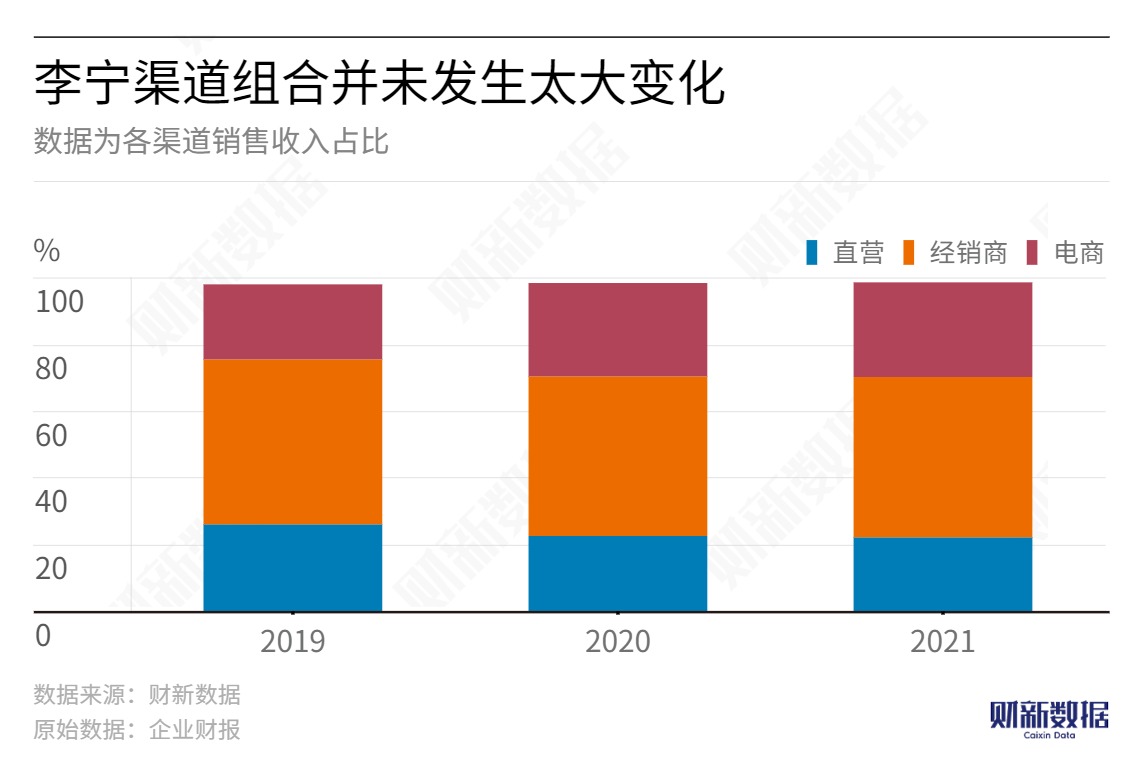 李宁渠道组合并未发生太大变化
数据为各渠道销售收入占比
%
直营 经销商 电商
100
80
60
40
20
0
2019 2020 2021
数据来源：财新数据
原始数据：企业财报
财新数据
Caixin Data